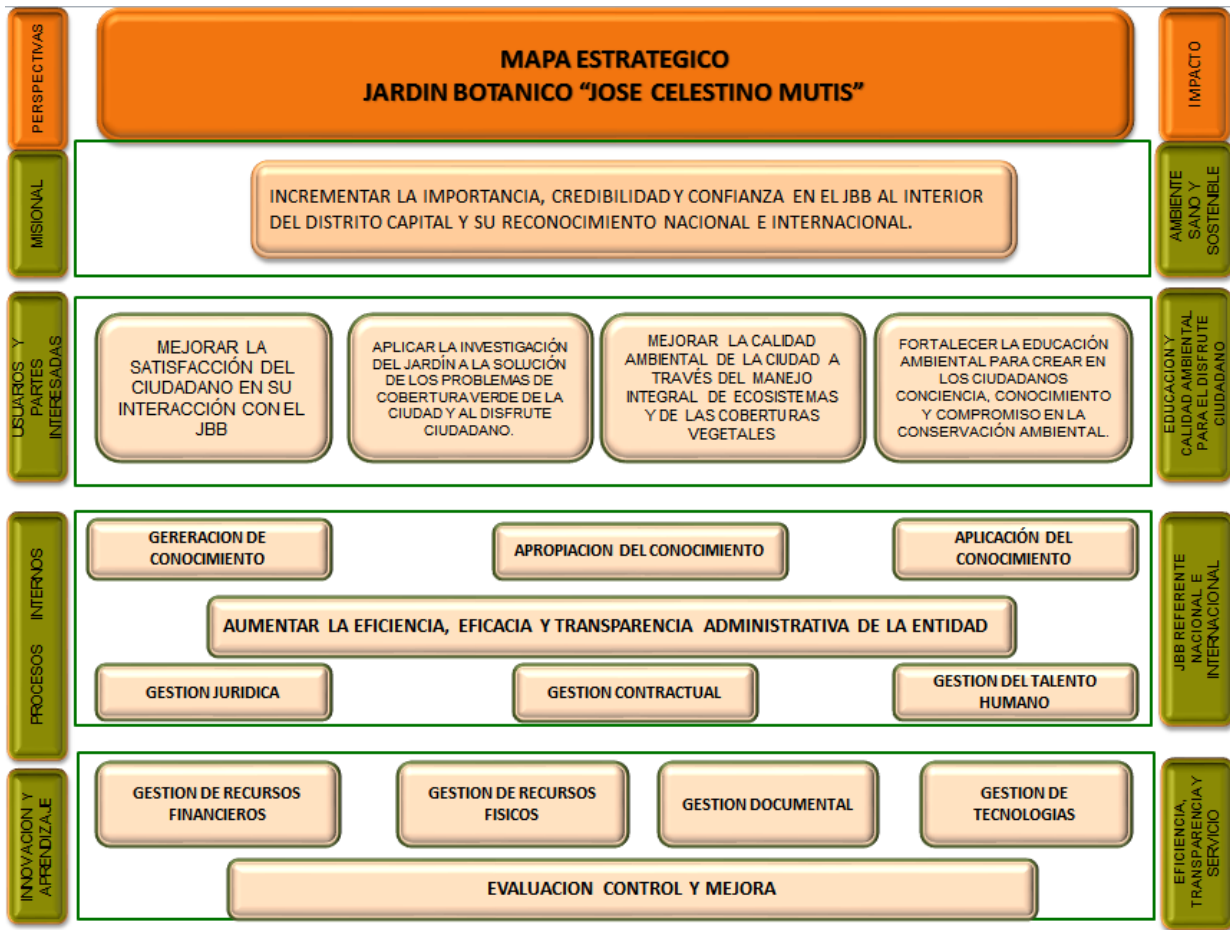 PERSPECTIVAS
MAPA ESTRATEGICO
JARDIN BOTANICO “JOSE CELESTINO MUTIS”
IMPACTO
MISIONAL
INCREMENTAR LA IMPORTANCIA, CREDIBILIDAD Y CONFIANZA EN EL JBB AL INTERIOR
DEL DISTRITO CAPITAL Y SU RECONOCIMIENTO NACIONAL E INTERNACIONAL.
AMBIENTE
SANO Y
SOSTENIBLE
USUARIOS Y
PARTES
INTERESADAS
MEJORAR LA
SATISFACCIÓN DEL
CIUDADANO EN SU
INTERACCIÓN CON EL
JBB
APLICAR LA INVESTIGACIÓN
DEL JARDÍN A LA SOLUCIÓN
DE LOS PROBLEMAS DE
COBERTURA VERDE DE LA
CIUDAD Y AL DISFRUTE
CIUDADANO.
MEJORAR LA CALIDAD
AMBIENTAL DE LA CIUDAD A
TRAVÉS DEL MANEJO
INTEGRAL DE ECOSISTEMAS
Y DE LAS COBERTURAS
VEGETALES
FORTALECER LA EDUCACIÓN
AMBIENTAL PARA CREAR EN
LOS CIUDADANOS
CONCIENCIA, CONOCIMIENTO
Y COMPROMISO EN LA
CONSERVACIÓN AMBIENTAL.
EDUCACION Y
CALIDAD AMBIENTAL
PARA EL DISFRUTE
CIUDADANO
PROCESOS INTERNOS
GERERACION DE
CONOCIMIENTO
APROPIACION DEL CONOCIMIENTO
APLICACIÓN DEL
CONOCIMIENTO
AUMENTAR LA EFICIENCIA, EFICACIA Y TRANSPARENCIA ADMINISTRATIVA DE LA ENTIDAD
GESTION JURIDICA
GESTION CONTRACTUAL
GESTION DEL TALENTO
HUMANO
JBB REFERENTE
NACIONAL E
INTERNACIONAL
INNOVACION Y
APRENDIZAJE
GESTION DE RECURSOS
FINANCIEROS
GESTION DE RECURSOS
FISICOS
GESTION DOCUMENTAL
GESTION DE
TECNOLOGIAS
EVALUACION CONTROL Y MEJORA
EFICIENCIA,
TRANSPARENCIA Y
SERVICIO